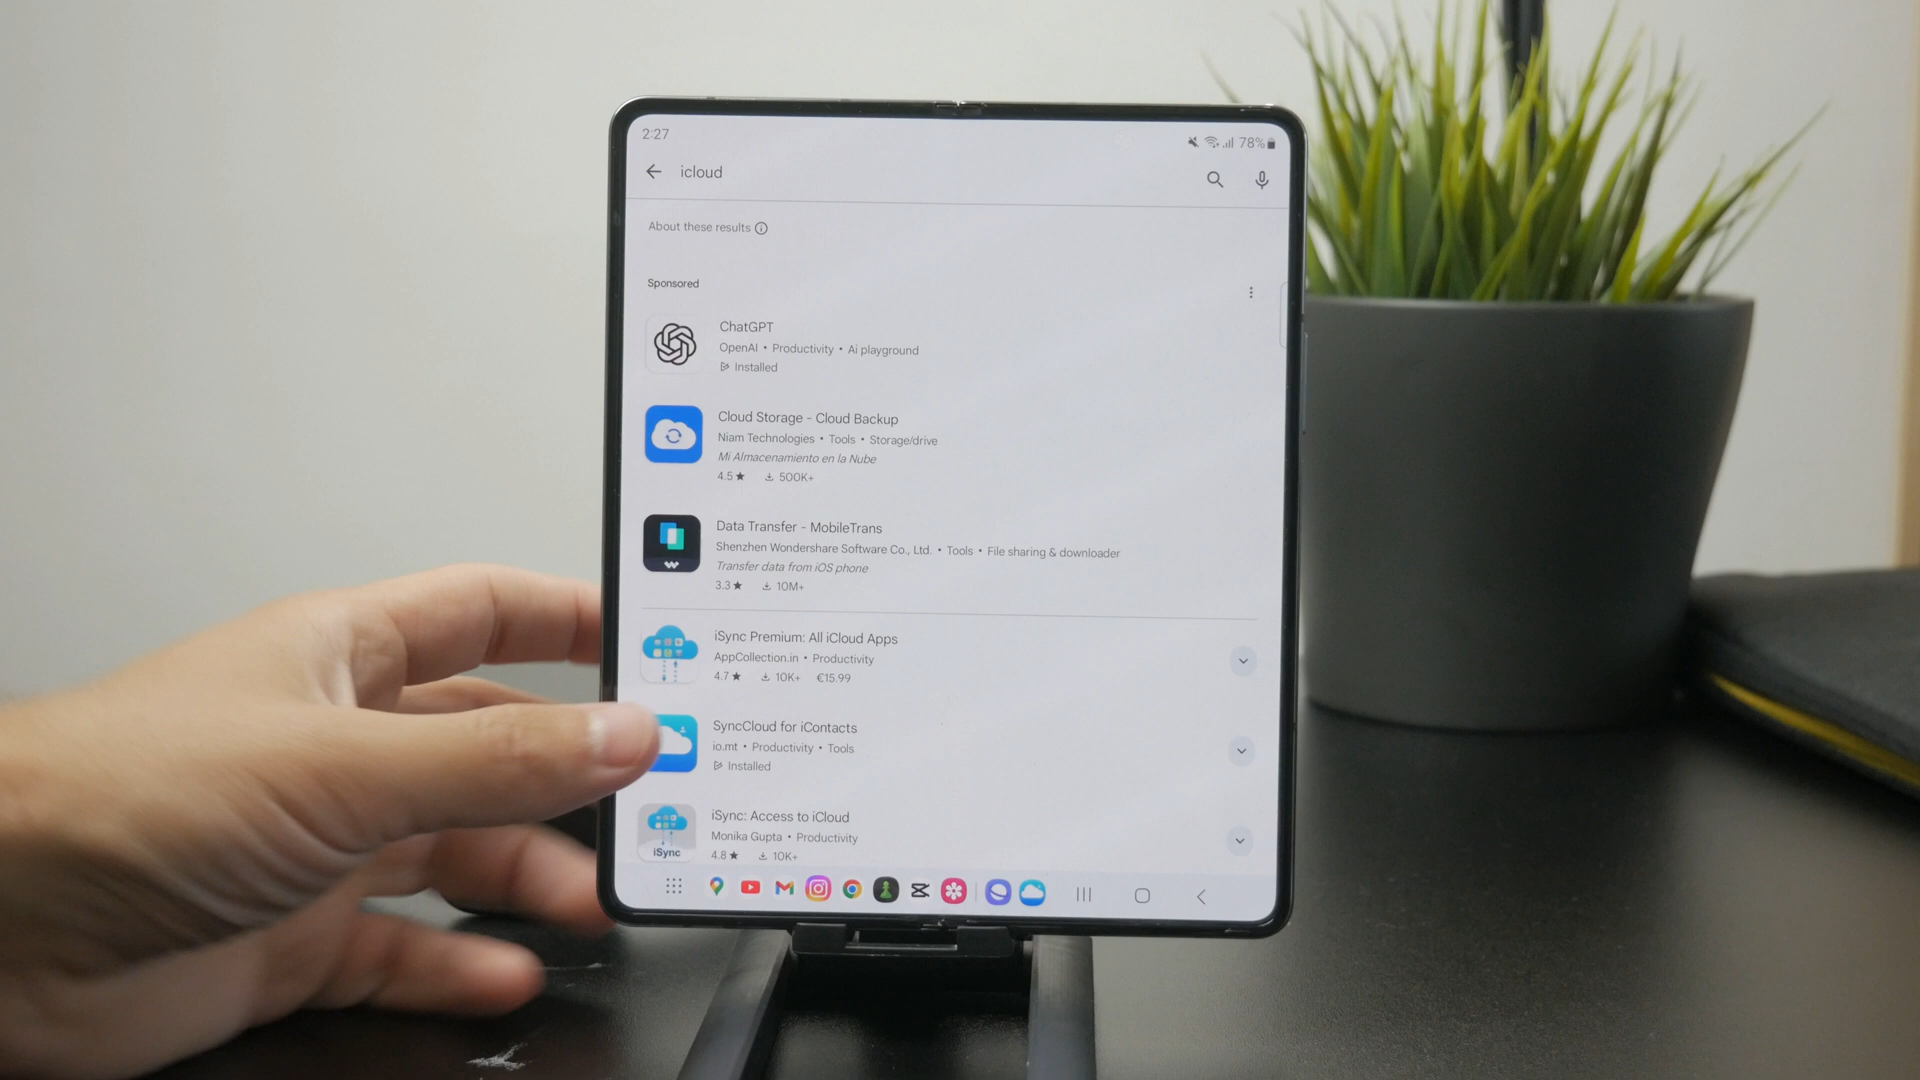 2:27
78%
icloud
About these results
Sponsored
ChatGPT
OpenAI • Productivity • Ai playground
Installed
Cloud Storage - Cloud Backup
Niam Technologies • Tools • Storage/drive
Mi Almacenamiento en la Nube
4.5★ 500K+
Data Transfer - MobileTrans
Shenzhen Wondershare Software Co., Ltd. • Tools • File sharing & downloader
Transfer data from iOS phone
3.3★ 10M+
iSync Premium: All iCloud Apps
AppCollection.in • Productivity
4.7★ 10K+ €15.99
SyncCloud for iContacts
io.mt • Productivity • Tools
Installed
iSync: Access to iCloud
Monika Gupta • Productivity
iSync
4.8★ 10K+